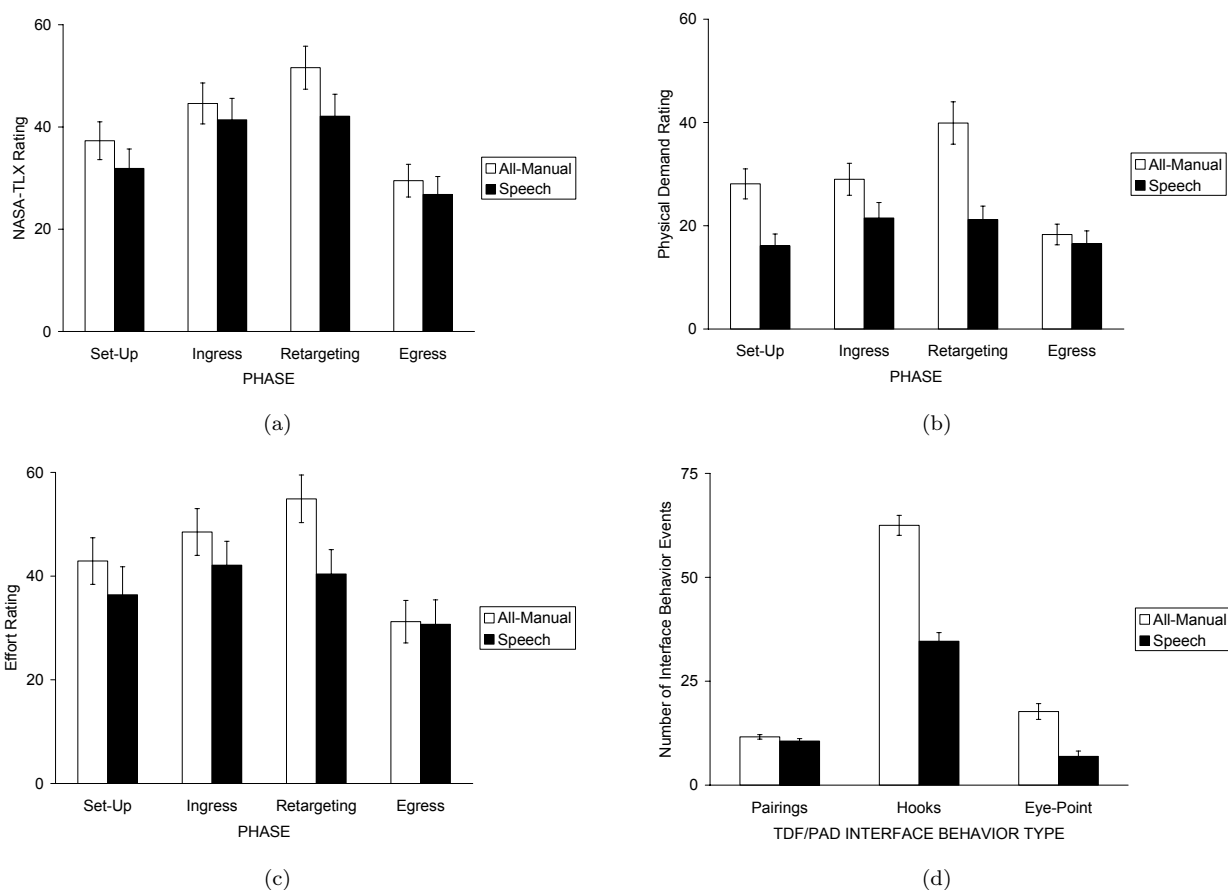 60
40
20
0
NASA-TLX Rating
Set-Up Ingress Retargeting Egress
PHASE
All-Manual
Speech
(a)
60
40
20
0
Physical Demand Rating
Set-Up Ingress Retargeting Egress
PHASE
All-Manual
Speech
(b)
60
40
20
0
Effort Rating
Set-Up Ingress Retargeting Egress
PHASE
All-Manual
Speech
(c)
75
50
25
0
Number of Interface Behavior Events
Pairings Hooks Eye-Point
TDF/PAD INTERFACE BEHAVIOR TYPE
All-Manual
Speech
(d)